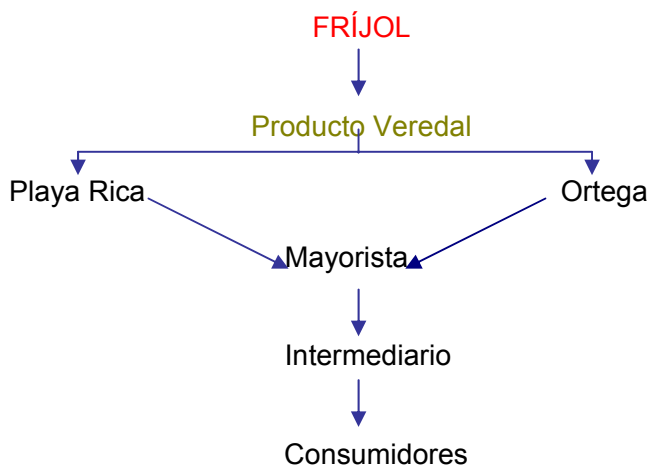 FRÍJOL
Producto Veredal
Playa Rica
Ortega
Mayorista
Intermediario
Consumidores